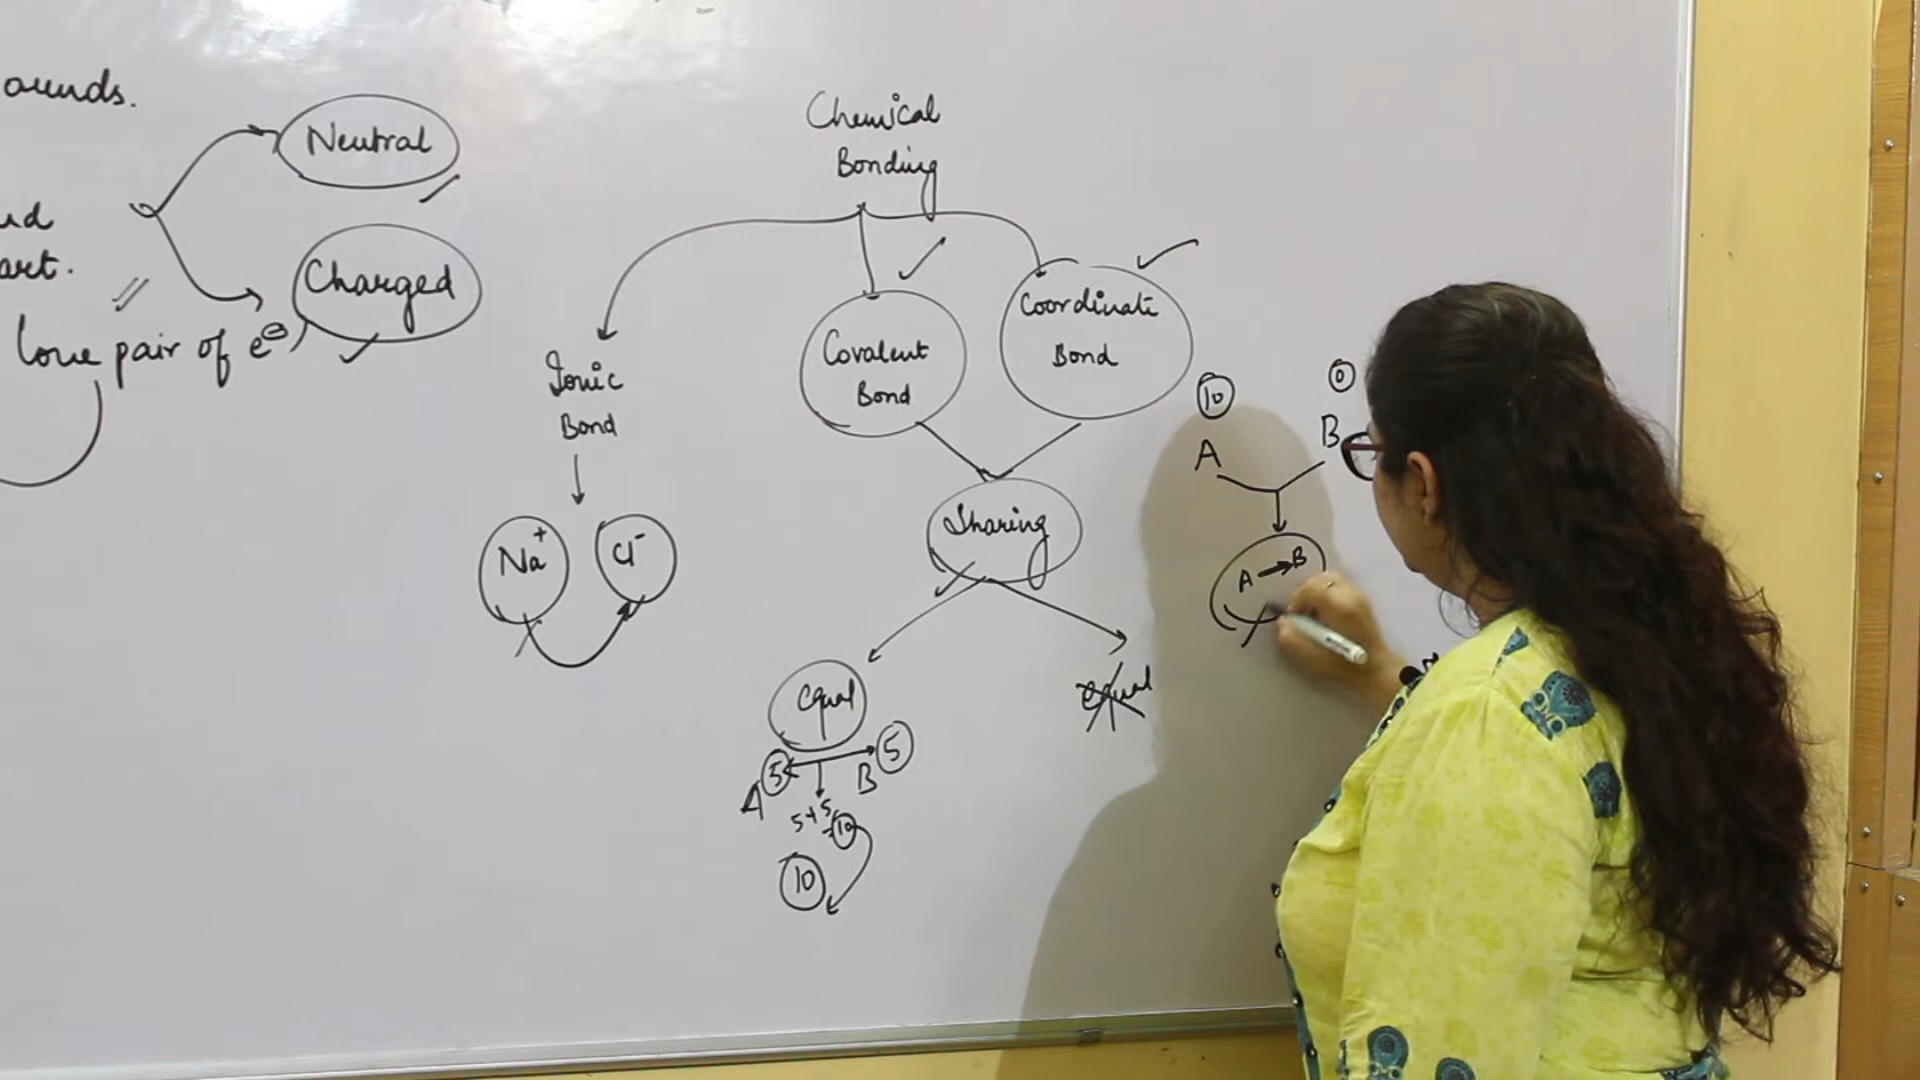 ounds.
Neutral
ud
art.
Charged
lone pair of e⊖
Chemical
Bonding
Ionic
Bond
Covalent
Bond
Coordinate
Bond
Na+
Cl-
Sharing
equal
equal
A 5
B 5
5+5
=10
10
10
0
A
B
A → B